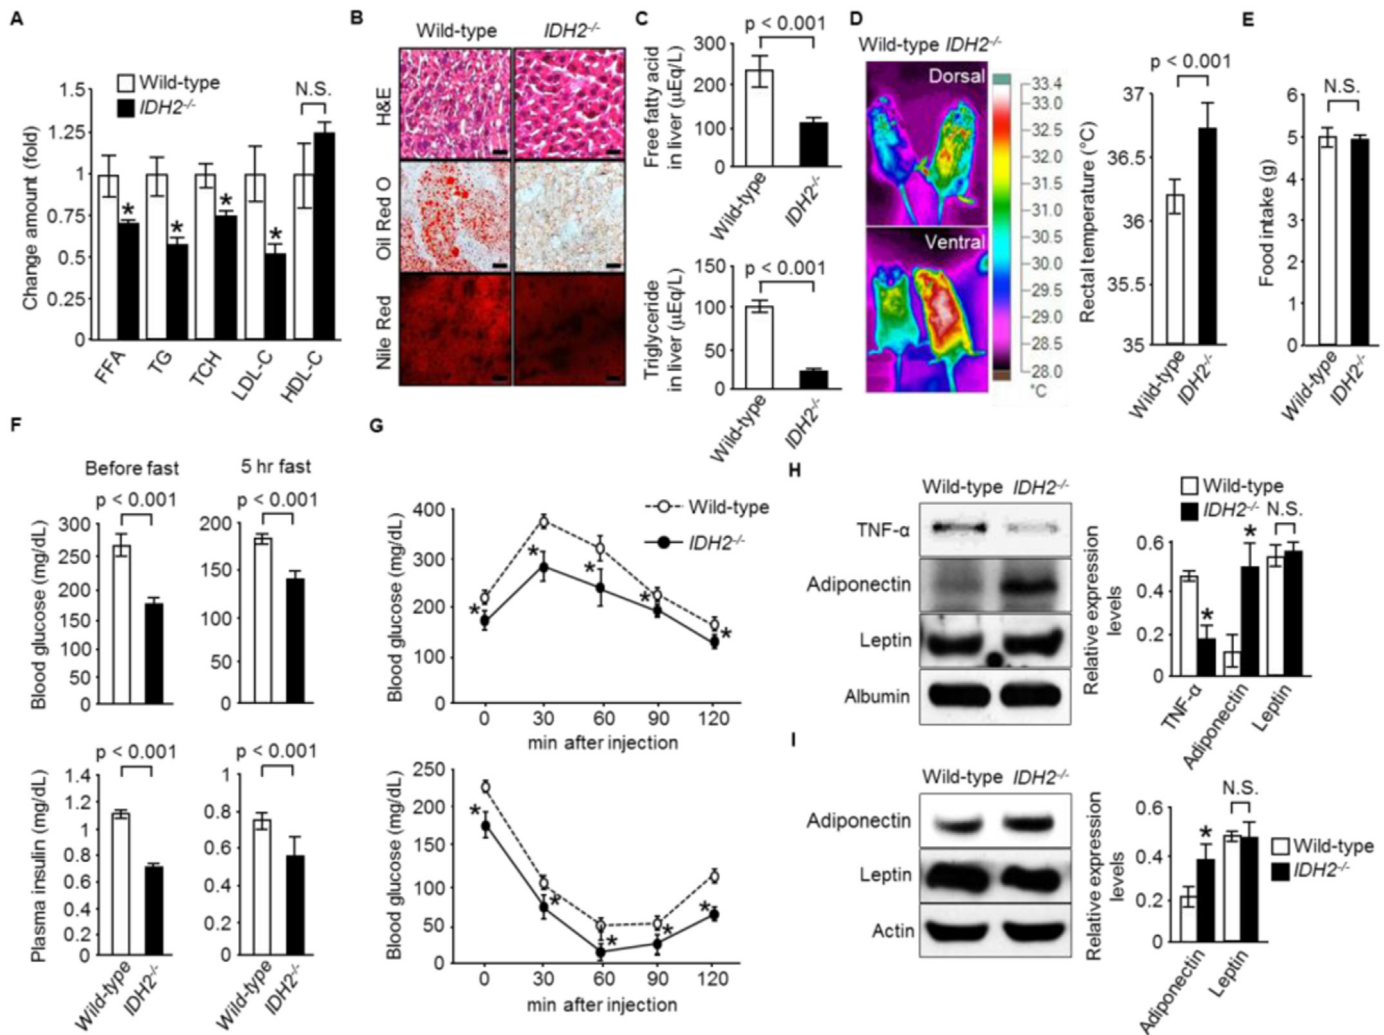 A
Wild-type
IDH2-/-
N.S.
Change amount (fold)
1.5
1.25
1
0.75
0.5
0.25
0
*
*
*
*
FFA
TG
TCH
LDL-C
HDL-C
B
Wild-type
IDH2-/-
H&E
Oil Red O
Nile Red
C
p < 0.001
Free fatty acid
in liver (µEq/L)
300
200
100
0
Wild-type
IDH2-/-
p < 0.001
Triglyceride
in liver (µEq/L)
150
100
50
0
Wild-type
IDH2-/-
D
Wild-type IDH2-/-
Dorsal
Ventral
33.4
33.0
32.5
32.0
31.5
31.0
30.5
30.0
29.5
29.0
28.5
28.0
°C
p < 0.001
Rectal temperature (°C)
37
36.5
36
35.5
35
Wild-type
IDH2-/-
E
N.S.
Food intake (g)
6
5
4
3
2
1
0
Wild-type
IDH2-/-
F
Before fast
p < 0.001
Blood glucose (mg/dL)
300
250
200
150
100
50
0
5 hr fast
p < 0.001
200
150
100
50
0
p < 0.001
Plasma insulin (mg/dL)
1.4
1.2
1
0.8
0.6
0.4
0.2
0
Wild-type
IDH2-/-
p < 0.001
1
0.8
0.6
0.4
0.2
0
Wild-type
IDH2-/-
G
Wild-type
IDH2-/-
Blood glucose (mg/dL)
400
300
200
100
0
*
*
*
*
*
0 30 60 90 120
min after injection
Blood glucose (mg/dL)
250
200
150
100
50
0
*
*
*
*
*
0 30 60 90 120
min after injection
H
Wild-type IDH2-/-
TNF-α
Adiponectin
Leptin
Albumin
Wild-type
IDH2-/-
N.S.
Relative expression
levels
0.6
0.4
0.2
0
*
*
TNF-α
Adiponectin
Leptin
I
Wild-type IDH2-/-
Adiponectin
Leptin
Actin
N.S.
Relative expression
levels
0.6
0.4
0.2
0
*
Wild-type
IDH2-/-
Adiponectin
Leptin